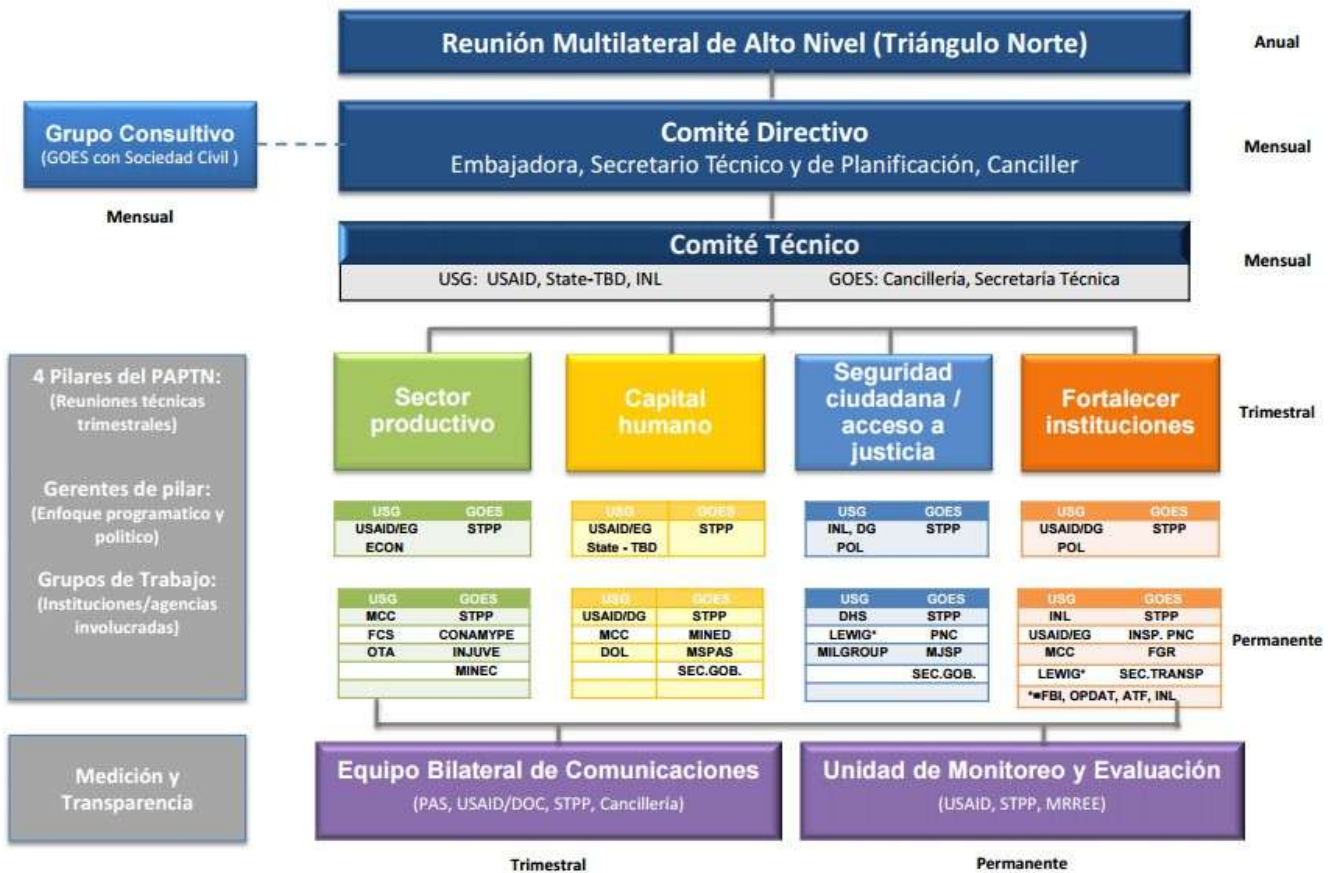 Reunión Multilateral de Alto Nivel (Triángulo Norte)
Anual
Grupo Consultivo
(GOES con Sociedad Civil )
Mensual
Comité Directivo
Embajadora, Secretario Técnico y de Planificación, Canciller
Mensual
Comité Técnico
USG: USAID, State-TBD, INL
GOES: Cancillería, Secretaría Técnica
Mensual
4 Pilares del PAPTN:
(Reuniones técnicas
trimestrales)
Gerentes de pilar:
(Enfoque programatico y
politico)
Grupos de Trabajo:
(Instituciones/agencias
involucradas)
Sector
productivo
Capital
humano
Seguridad
ciudadana /
acceso a
justicia
Fortalecer
instituciones
Trimestral
USG GOES
USAID/EG STPP
ECON
USG GOES
USAID/EG STPP
State - TBD
USG GOES
INL, DG STPP
POL
USG GOES
USAID/DG STPP
POL
USG GOES
MCC STPP
FCS CONAMYPE
OTA INJUVE
MINEC
USG GOES
USAID/DG STPP
MCC MINED
DOL MSPAS
SEC.GOB.
USG GOES
DHS STPP
LEWIG* PNC
MILGROUP MJSP
SEC.GOB.
USG GOES
INL STPP
USAID/EG INSP. PNC
MCC FGR
LEWIG* SEC.TRANSP
*=FBI, OPDAT, ATF, INL
Permanente
Medición y
Transparencia
Equipo Bilateral de Comunicaciones
(PAS, USAID/DOC, STPP, Cancillería)
Trimestral
Unidad de Monitoreo y Evaluación
(USAID, STPP, MRREE)
Permanente